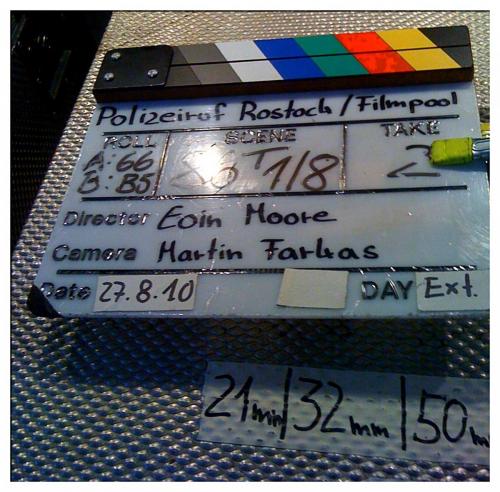 Polizeiruf Rostock / Filmpool
ROLL SCENE TAKE
A: 66 1/8 2
B: B5
Director Eoin Moore
Camera Martin Farkas
Date 27.8.10 DAY Ext.
21mm/32mm/50m